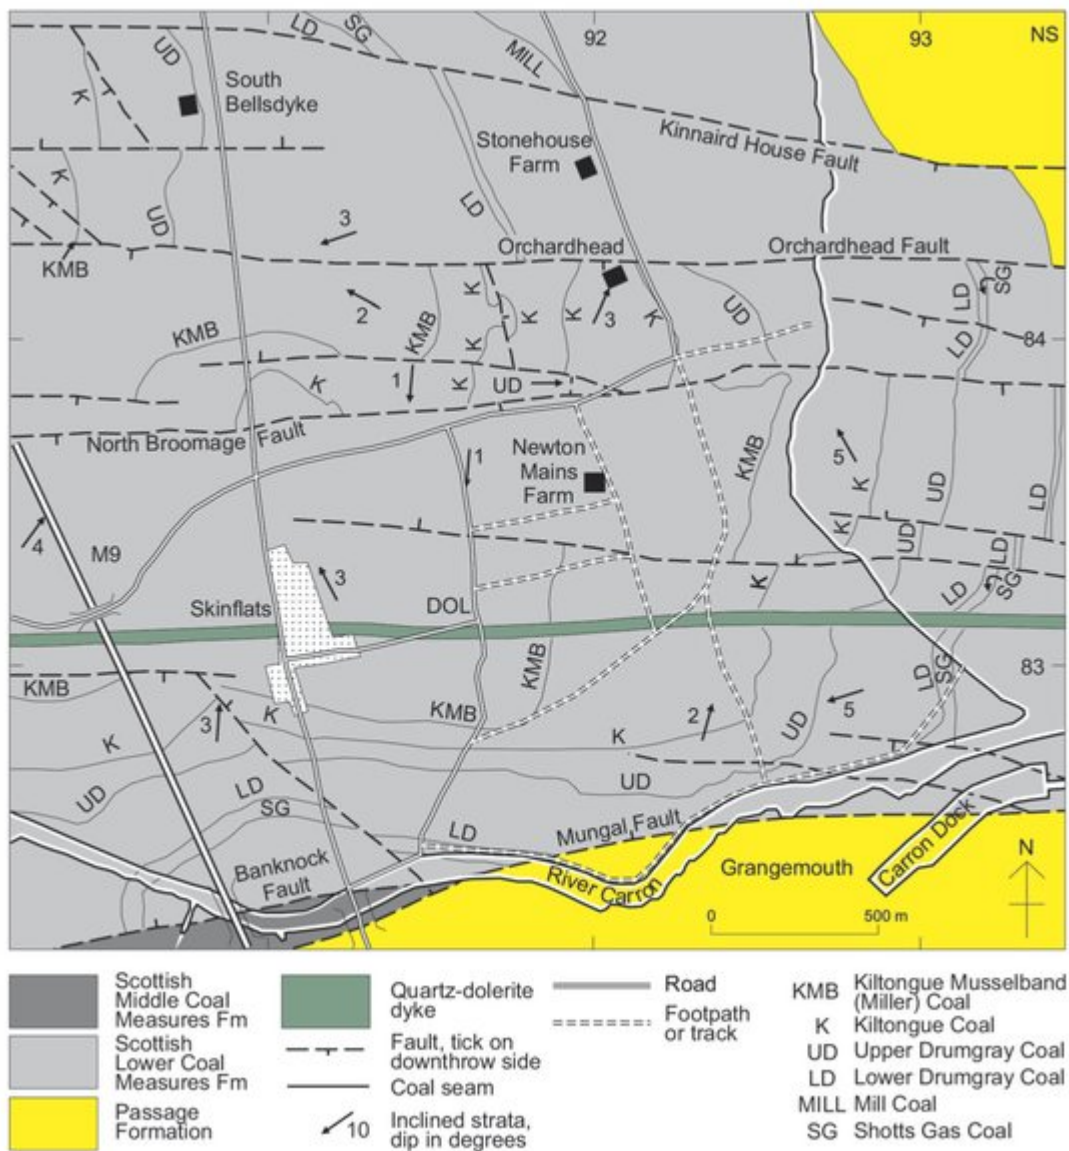 LD
SG
MILL
92
93
NS
UD
K
South
Bellsdyke
Stonehouse
Farm
Kinnaird House Fault
K
UD
LD
3
KMB
Orchardhead
Orchardhead Fault
2
K
K
K
3
K
UD
LD
SG
KMB
KMB
K
LD
84
K
1
K
UD
North Broomage Fault
1
Newton
Mains
Farm
KMB
5
K
UD
LD
4
M9
K
UD
LD
3
K
LD
SG
Skinflats
DOL
KMB
83
LD
SG
KMB
K
3
K
KMB
K
2
UD
5
UD
LD
SG
UD
LD
Mungal Fault
Banknock
Fault
River Carron
Grangemouth
Carron Dock
N
0
500 m
Scottish
Middle Coal
Measures Fm
Scottish
Lower Coal
Measures Fm
Passage
Formation
Quartz-dolerite
dyke
Fault, tick on
downthrow side
Coal seam
10
Inclined strata,
dip in degrees
Road
Footpath
or track
KMB Kiltongue Musselband
(Miller) Coal
K Kiltongue Coal
UD Upper Drumgray Coal
LD Lower Drumgray Coal
MILL Mill Coal
SG Shotts Gas Coal